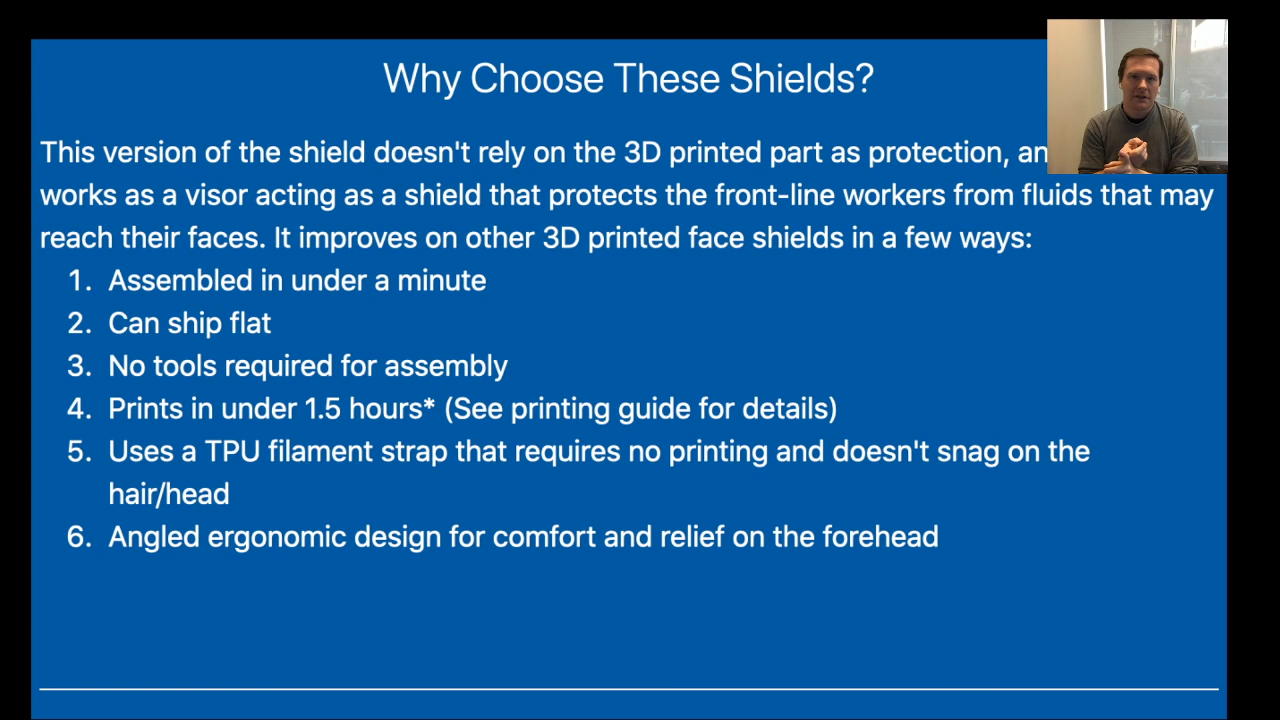 Why Choose These Shields?
This version of the shield doesn't rely on the 3D printed part as protection,
works as a visor acting as a shield that protects the front-line workers from fluids that may
reach their faces. It improves on other 3D printed face shields in a few ways:
1. Assembled in under a minute
2. Can ship flat
3. No tools required for assembly
4. Prints in under 1.5 hours* (See printing guide for details)
5. Uses a TPU filament strap that requires no printing and doesn't snag on the
hair/head
6. Angled ergonomic design for comfort and relief on the forehead